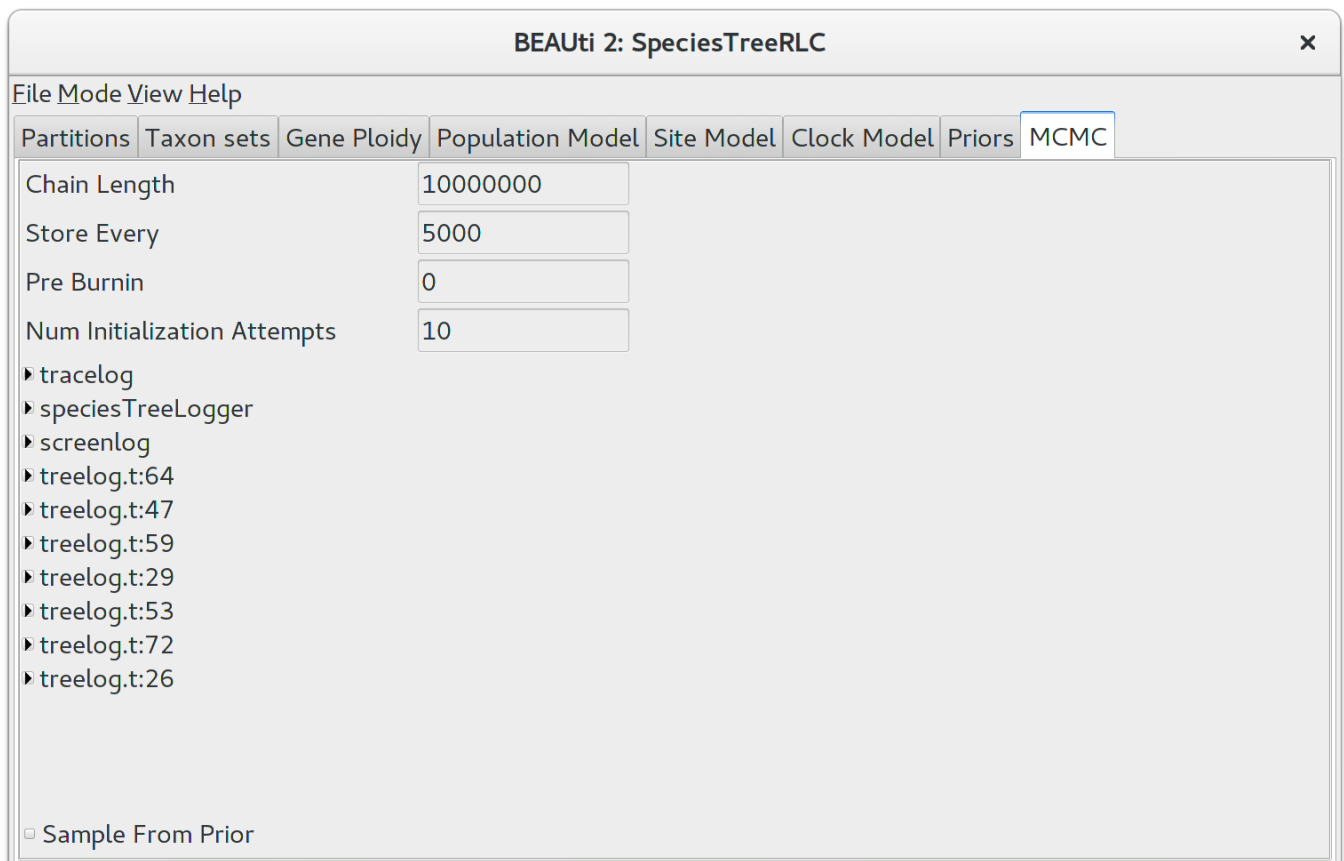 BEAUti 2: SpeciesTreeRLC ×
File Mode View Help
Partitions Taxon sets Gene Ploidy Population Model Site Model Clock Model Priors MCMC
Chain Length 10000000
Store Every 5000
Pre Burnin 0
Num Initialization Attempts 10
tracelog
speciesTreeLogger
screenlog
treelog.t:64
treelog.t:47
treelog.t:59
treelog.t:29
treelog.t:53
treelog.t:72
treelog.t:26
Sample From Prior